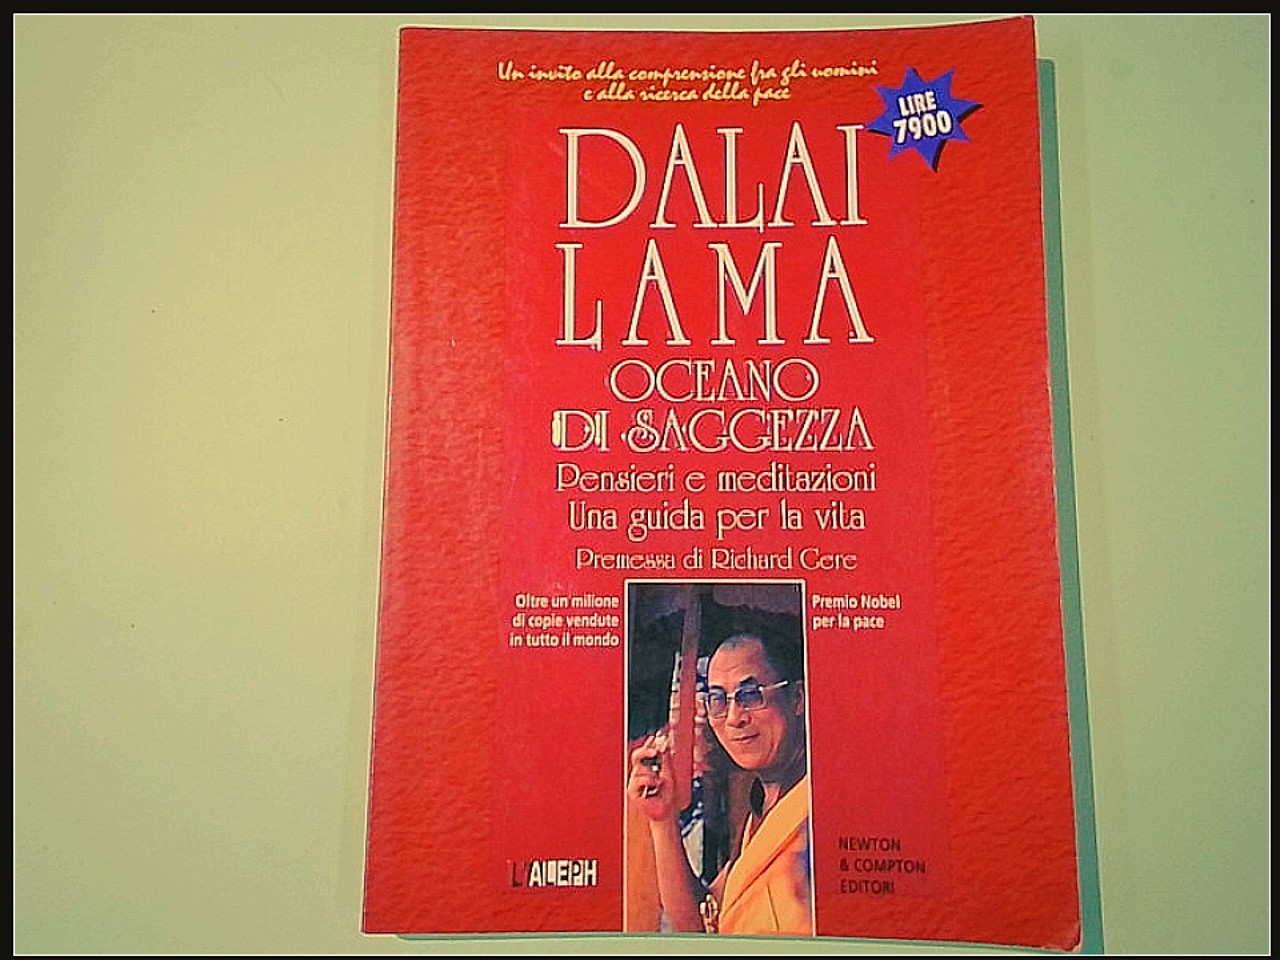 Un invito alla comprensione fra gli uomini
e alla ricerca della pace
LIRE
7900
DALAI
LAMA
OCEANO
DI SAGGEZZA
Pensieri e meditazioni
Una guida per la vita
Premessa di Richard Gere
Oltre un milione
di copie vendute
in tutto il mondo
Premio Nobel
per la pace
L'ALEPH
NEWTON
& COMPTON
EDITORI